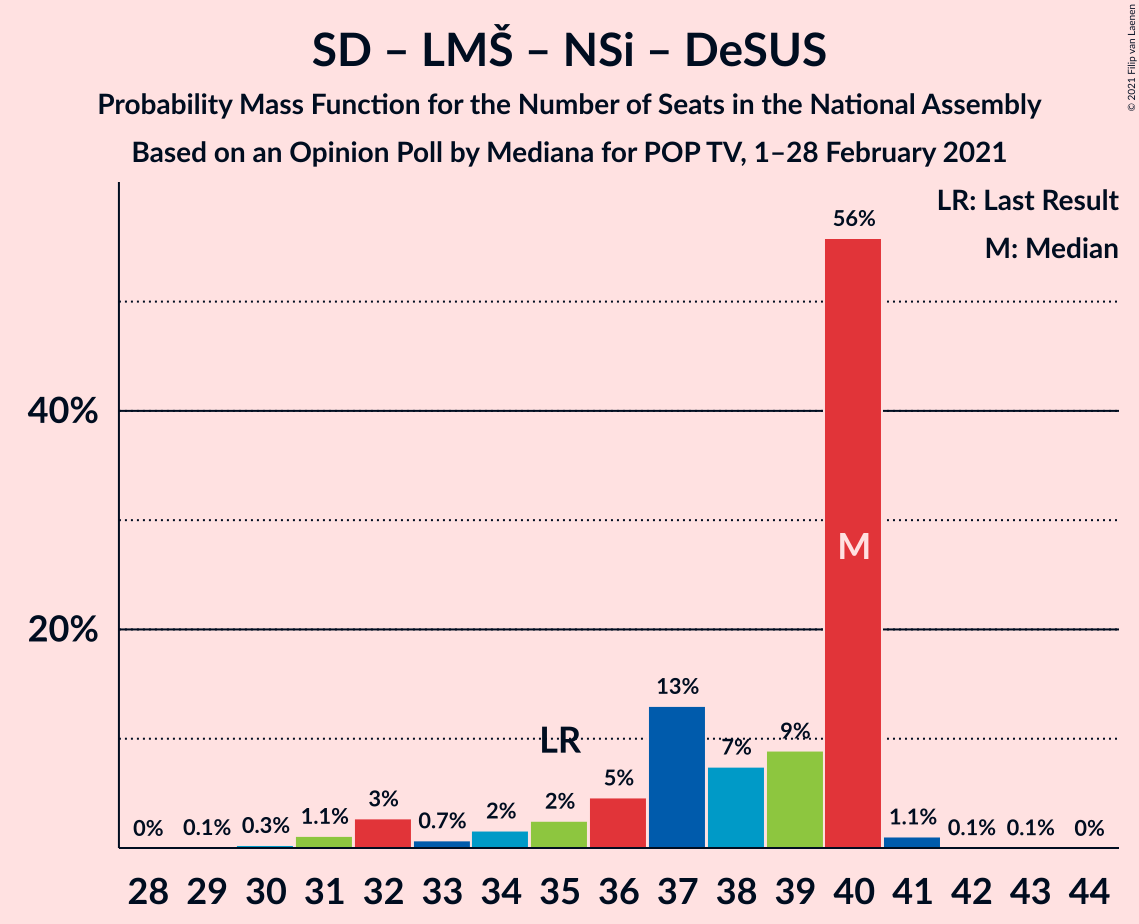 SD – LMŠ – NSi – DeSUS
Probability Mass Function for the Number of Seats in the National Assembly
Based on an Opinion Poll by Mediana for POP TV, 1–28 February 2021
© 2021 Filip van Laenen
LR: Last Result
M: Median
56%
40%
M
20%
13%
LR
9%
7%
5%
3%
2%
2%
1.1%
1.1%
0.7%
0.3%
0%
0.1%
0.1%
0.1%
0%
28 29 30 31 32 33 34 35 36 37 38 39 40 41 42 43 44